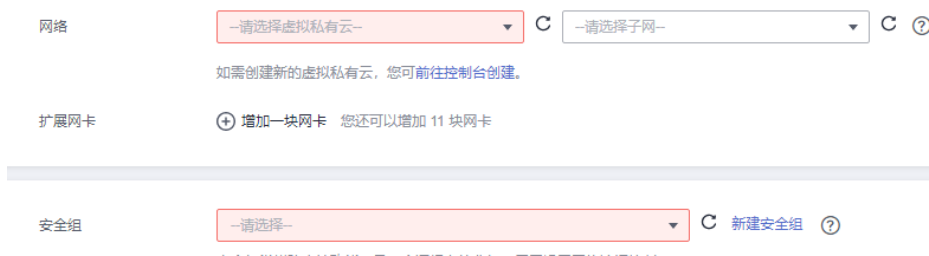 网络 --请选择虚拟私有云-- --请选择子网--
如需创建新的虚拟私有云，您可前往控制台创建。
扩展网卡 增加一块网卡 您还可以增加 11 块网卡
安全组 --请选择-- 新建安全组